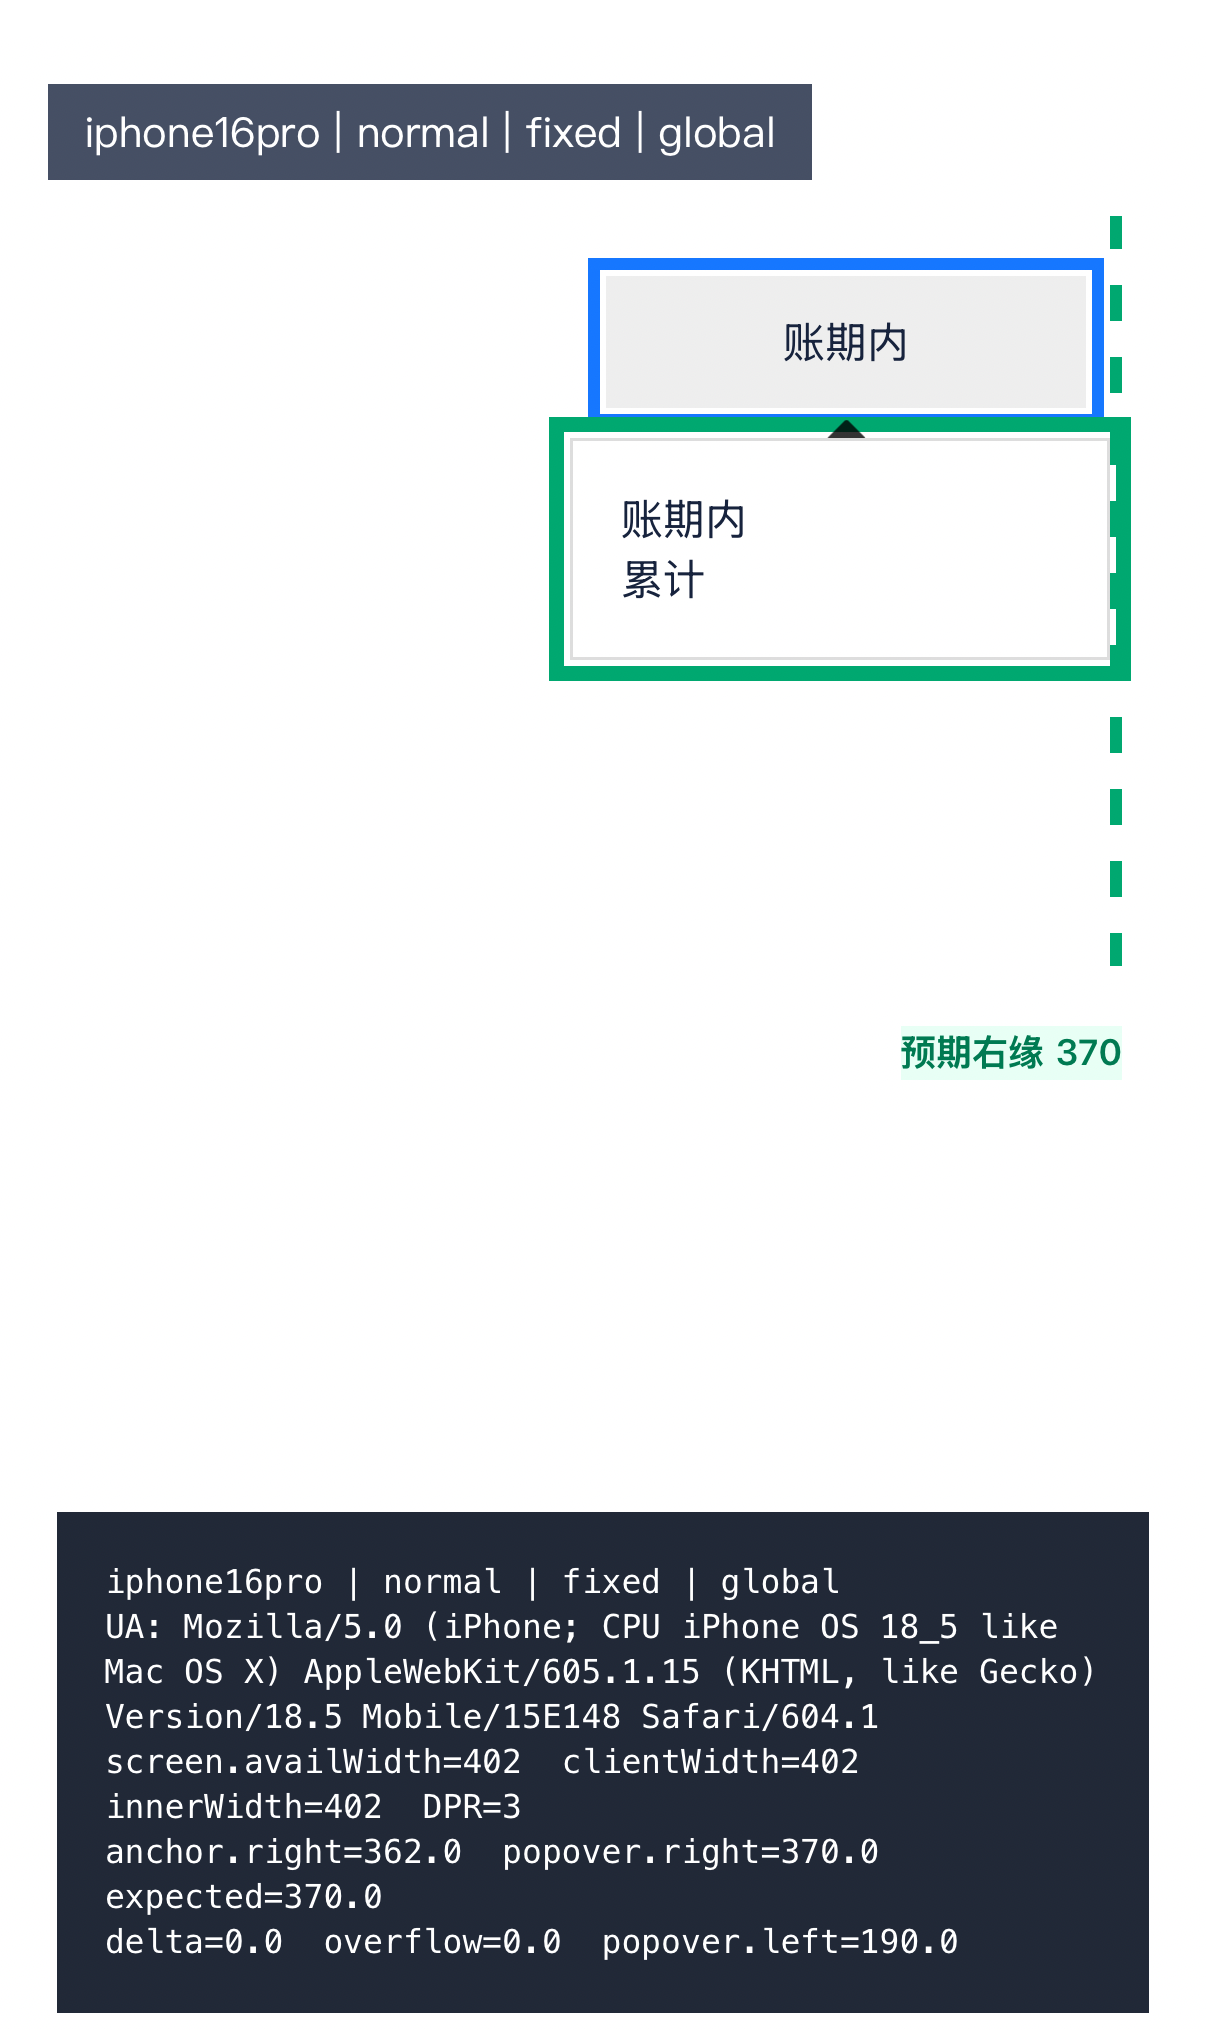 iphone16pro | normal | fixed | global
账期内
账期内
累计
预期右缘 370
iphone16pro | normal | fixed | global
UA: Mozilla/5.0 (iPhone; CPU iPhone OS 18_5 like
Mac OS X) AppleWebKit/605.1.15 (KHTML, like Gecko)
Version/18.5 Mobile/15E148 Safari/604.1
screen.availWidth=402  clientWidth=402
innerWidth=402  DPR=3
anchor.right=362.0  popover.right=370.0
expected=370.0
delta=0.0  overflow=0.0  popover.left=190.0